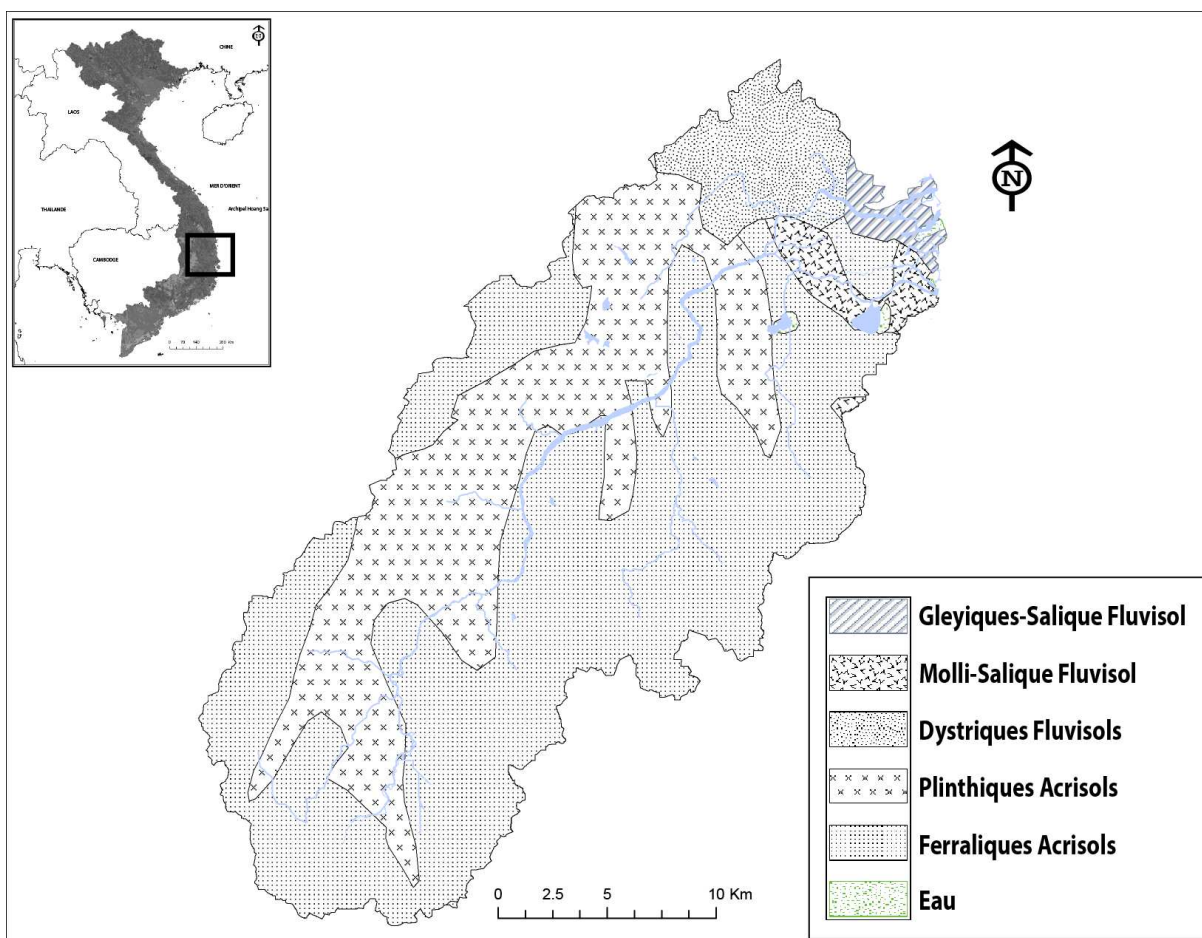 N
CHINE
LAOS
MER D'ORIENT
THAILANDE
Archipel Hoang Sa
CAMBODGE
N
0 2.5 5 10 Km
Gleyiques-Salique Fluvisol
Molli-Salique Fluvisol
Dystriques Fluvisols
Plinthiques Acrisols
Ferraliques Acrisols
Eau